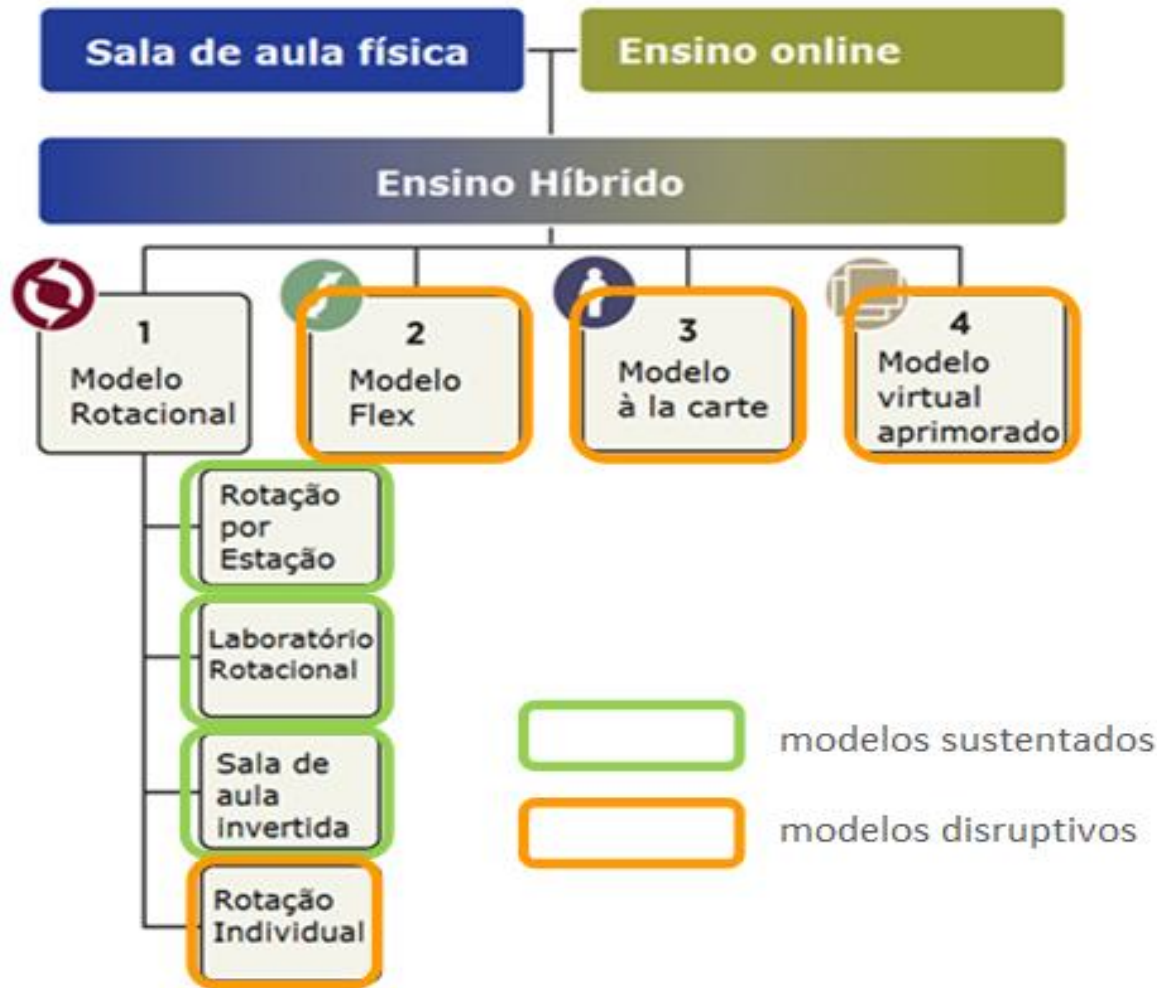 Sala de aula física
Ensino online
Ensino Híbrido
1
Modelo
Rotacional
2
Modelo
Flex
3
Modelo
à la carte
4
Modelo
virtual
aprimorado
Rotação
por
Estação
Laboratório
Rotacional
Sala de
aula
invertida
Rotação
Individual
modelos sustentados
modelos disruptivos